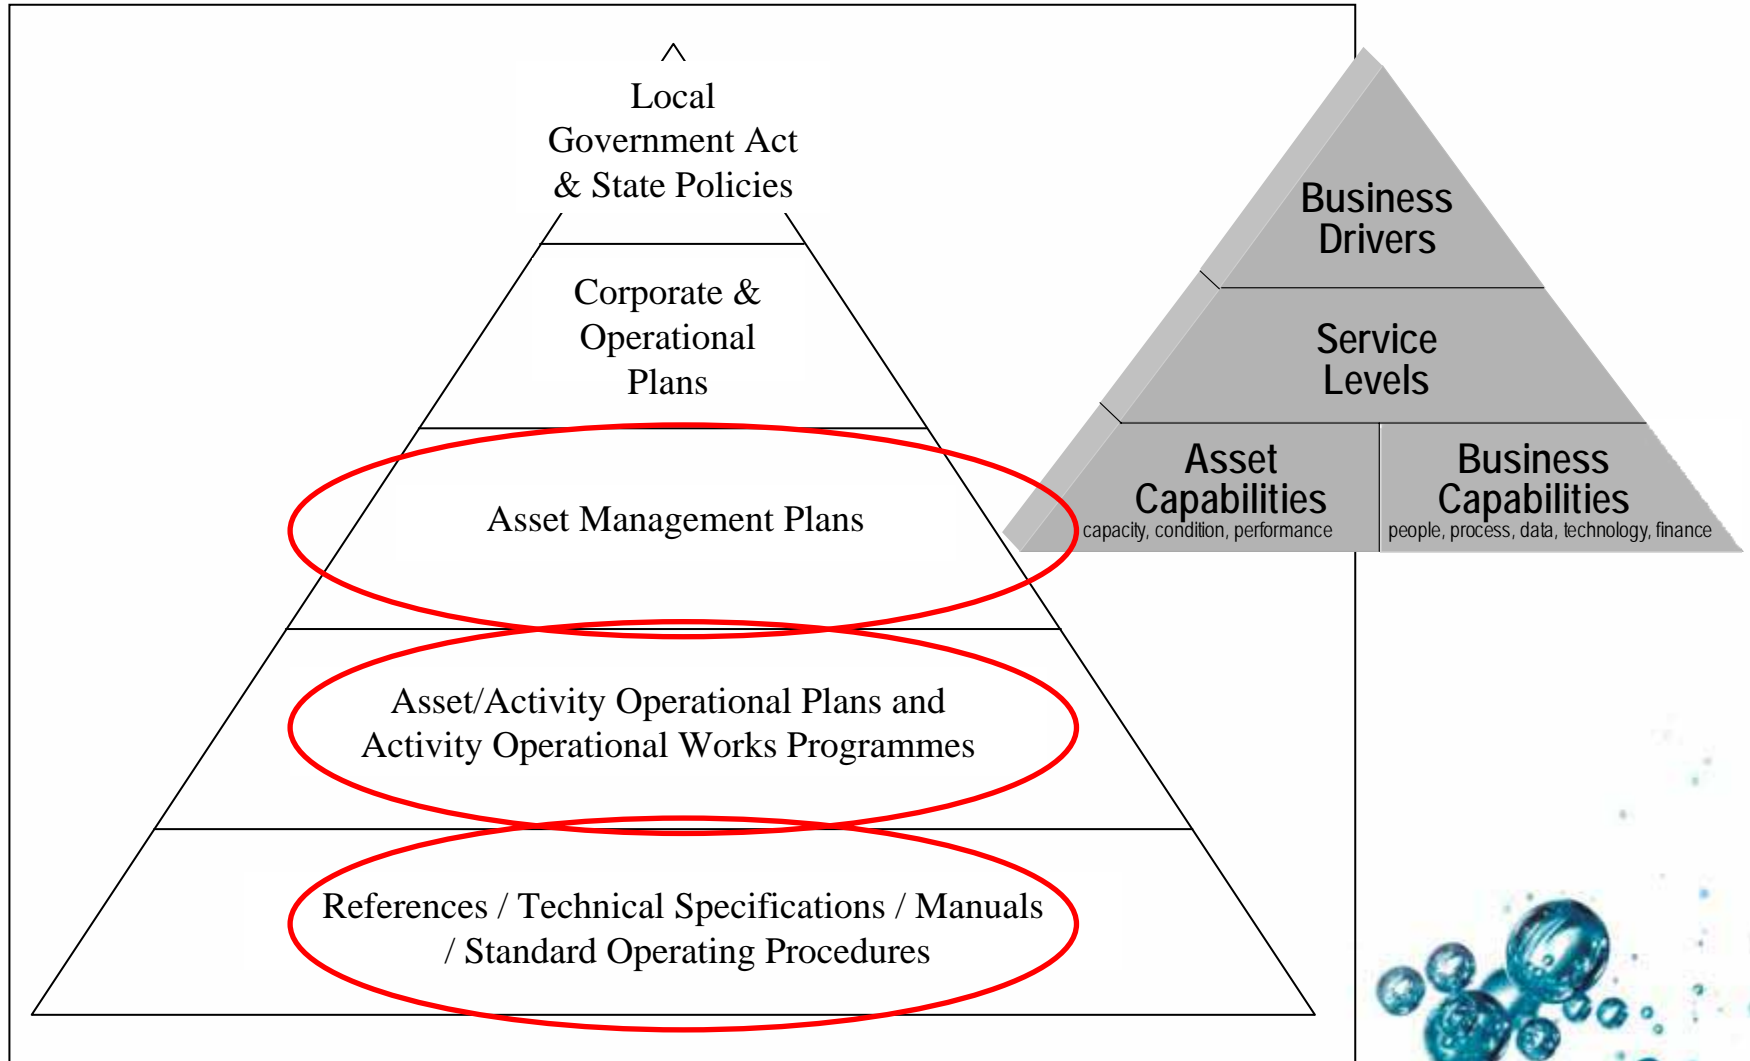 Local
Government Act
& State Policies
Corporate &
Operational
Plans
Asset Management Plans
Asset/Activity Operational Plans and
Activity Operational Works Programmes
References / Technical Specifications / Manuals
/ Standard Operating Procedures
Business
Drivers
Service
Levels
Asset
Capabilities
capacity, condition, performance
Business
Capabilities
people, process, data, technology, finance